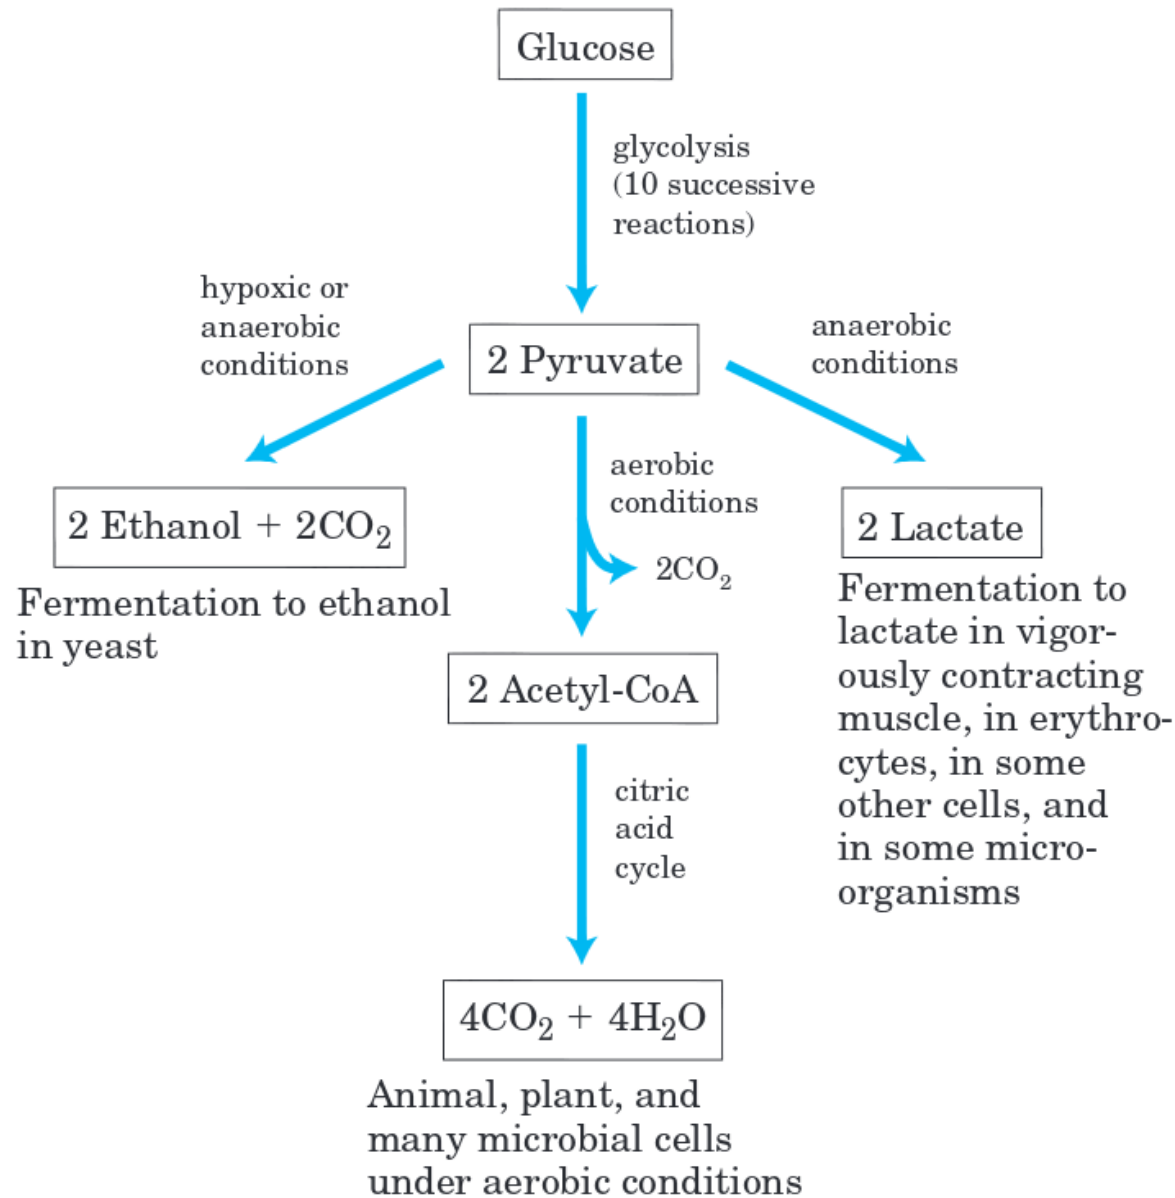 Glucose
glycolysis
(10 successive
reactions)
hypoxic or
anaerobic
conditions
2 Pyruvate
anaerobic
conditions
2 Ethanol + 2CO₂
Fermentation to ethanol
in yeast
aerobic
conditions
2CO₂
2 Lactate
Fermentation to
lactate in vigor-
ously contracting
muscle, in erythro-
cytes, in some
other cells, and
in some micro-
organisms
2 Acetyl-CoA
citric
acid
cycle
4CO₂ + 4H₂O
Animal, plant, and
many microbial cells
under aerobic conditions